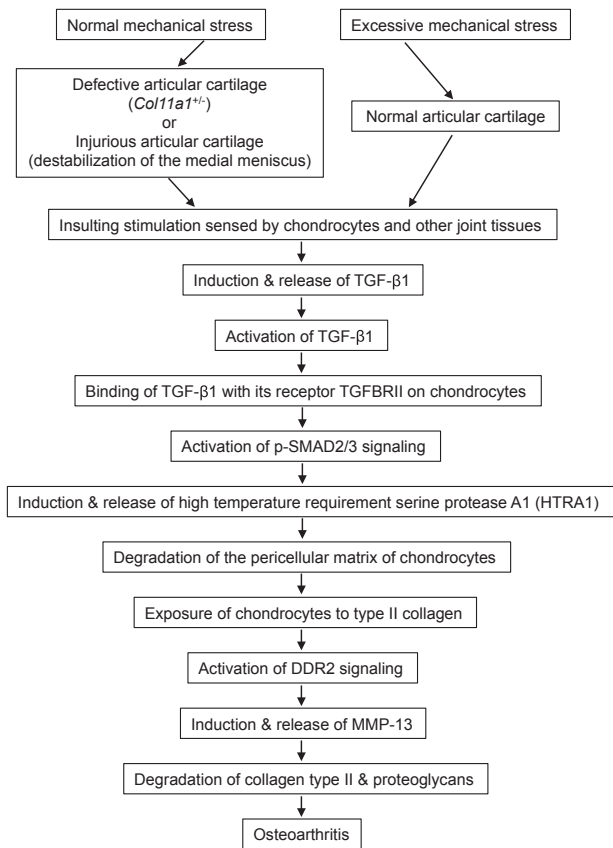 Normal mechanical stress
Excessive mechanical stress
Defective articular cartilage
(Col11a1+/-)
or
Injurious articular cartilage
(destabilization of the medial meniscus)
Normal articular cartilage
Insulting stimulation sensed by chondrocytes and other joint tissues
Induction & release of TGF-β1
Activation of TGF-β1
Binding of TGF-β1 with its receptor TGFBRII on chondrocytes
Activation of p-SMAD2/3 signaling
Induction & release of high temperature requirement serine protease A1 (HTRA1)
Degradation of the pericellular matrix of chondrocytes
Exposure of chondrocytes to type II collagen
Activation of DDR2 signaling
Induction & release of MMP-13
Degradation of collagen type II & proteoglycans
Osteoarthritis